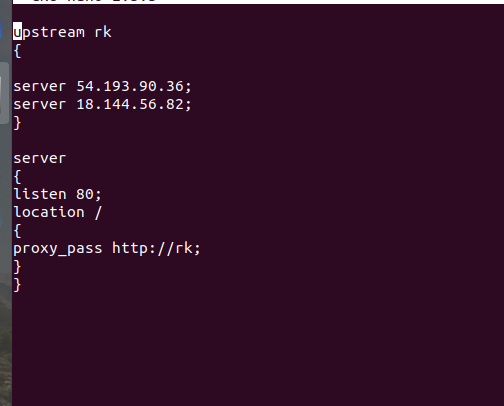 upstream rk
{
server 54.193.90.36;
server 18.144.56.82;
}
server
{
listen 80;
location /
{
proxy_pass http://rk;
}
}